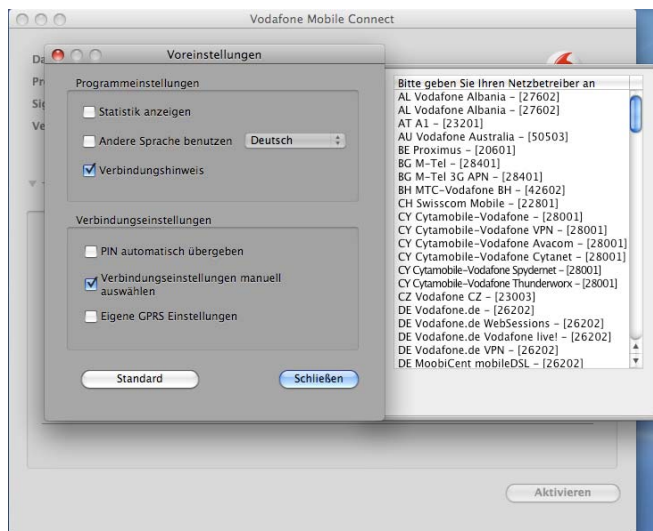 Vodafone Mobile Connect
Voreinstellungen
Programmeinstellungen
Statistik anzeigen
Andere Sprache benutzen Deutsch
Verbindungshinweis
Verbindungseinstellungen
PIN automatisch übergeben
Verbindungseinstellungen manuell
auswählen
Eigene GPRS Einstellungen
Standard Schließen
Bitte geben Sie Ihren Netzbetreiber an
AL Vodafone Albania – [27602]
AL Vodafone Albania – [27602]
AT A1 – [23201]
AU Vodafone Australia – [50503]
BE Proximus – [20601]
BG M-Tel – [28401]
BG M-Tel 3G APN – [28401]
BH MTC-Vodafone BH – [42602]
CH Swisscom Mobile – [22801]
CY Cytamobile-Vodafone – [28001]
CY Cytamobile-Vodafone VPN – [28001]
CY Cytamobile-Vodafone Avacom – [28001]
CY Cytamobile-Vodafone Cytanet – [28001]
CY Cytamobile-Vodafone Spydernet – [28001]
CY Cytamobile-Vodafone Thunderworx – [28001]
CZ Vodafone CZ – [23003]
DE Vodafone.de – [26202]
DE Vodafone.de WebSessions – [26202]
DE Vodafone.de Vodafone live! – [26202]
DE Vodafone.de VPN – [26202]
DE MoobiCent mobileDSL – [26202]
Aktivieren